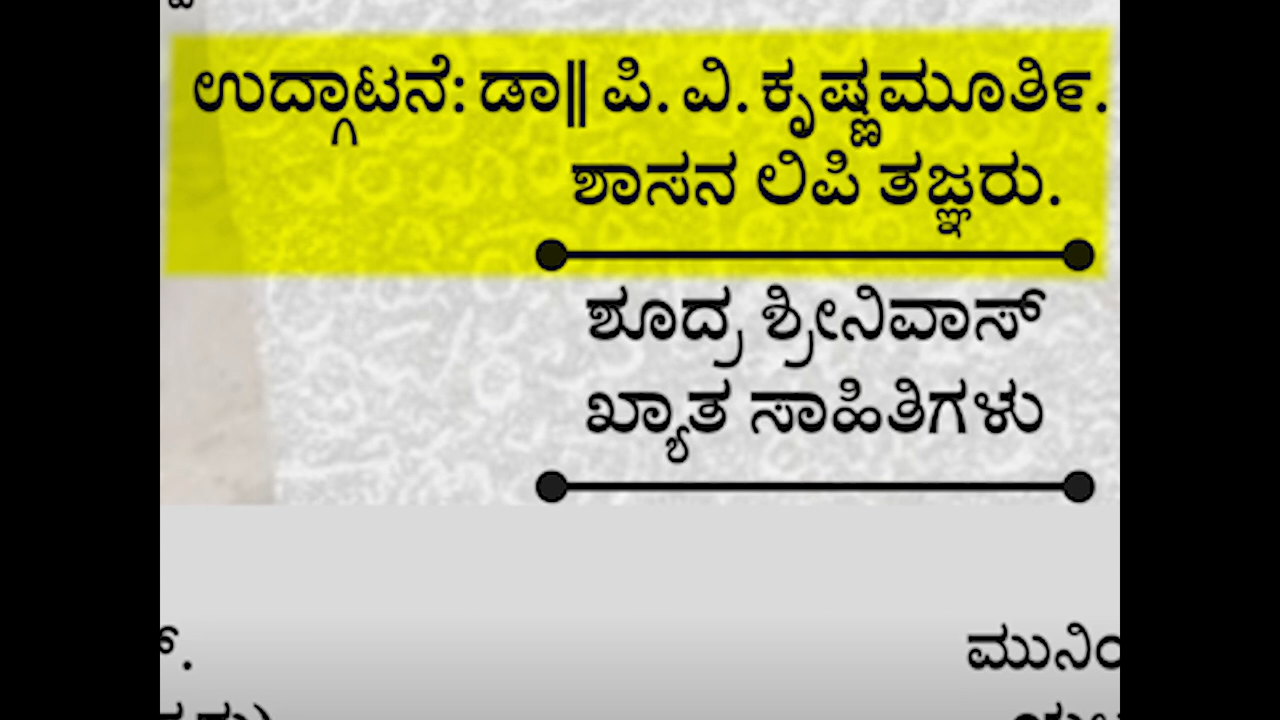 ಉದ್ಗಾಟನೆ: ಡಾ|| ಪಿ. ವಿ. ಕೃಷ್ಣಮೂರ್ತಿ.
ಶಾಸನ ಲಿಪಿ ತಜ್ಞರು.
ಶೂದ್ರ ಶ್ರೀನಿವಾಸ್
ಖ್ಯಾತ ಸಾಹಿತಿಗಳು